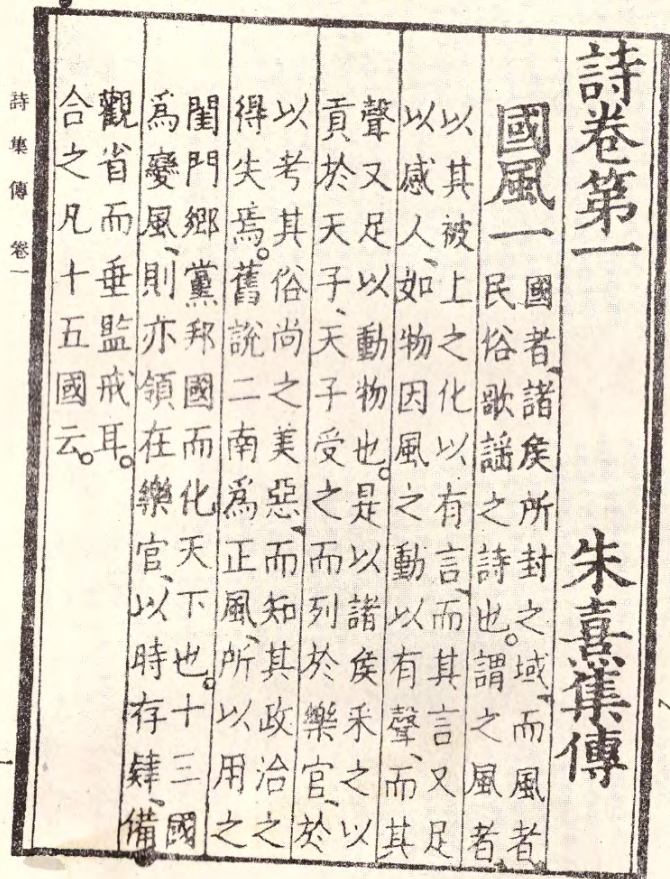 詩卷第一　朱熹集傳
國風一
國者、諸矦所封之域、而風者、
民俗歌謡之詩也。謂之風者、
以其被上之化以有言、而其言又足
以感人、如物因風之動以有聲、而其
聲又足以動物也。是以諸矦采之以
貢於天子、天子受之而列於樂官、於
以考其俗尚之美惡、而知其政治之
得失焉。舊說二南爲正風、所以用之
閨門鄉黨邦國而化天下也。十三國
爲變風、則亦領在樂官、以時存肄、備
觀省而垂監戒耳。
合之凡十五國云。
詩集傳　卷一